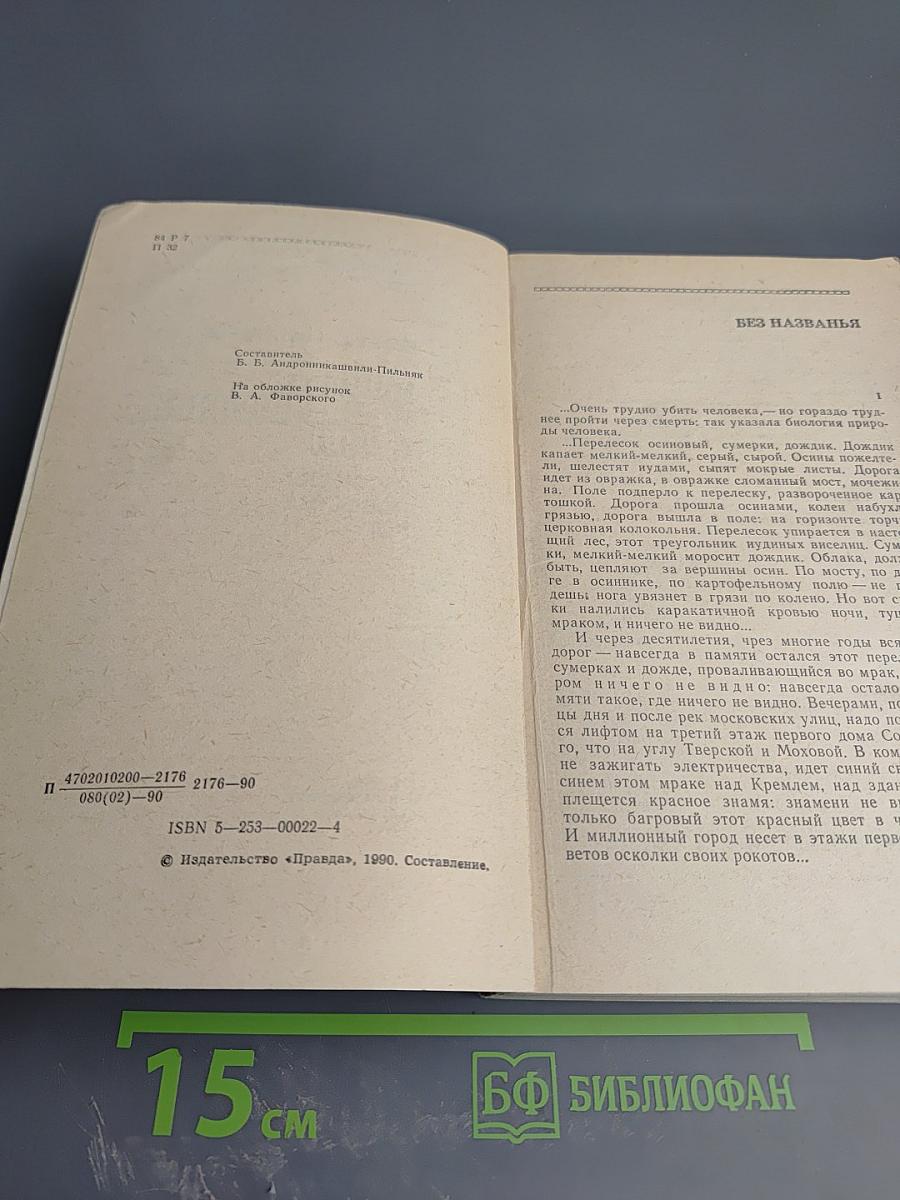 84 Р 7
П 32
Составитель
Б. Б. Андроникашвили-Пильняк
На обложке рисунок
В. А. Фаворского
П 4702010200—2176 2176—90
080(02)—90
ISBN 5—253—00022—4
© Издательство «Правда», 1990. Составление.
БЕЗ НАЗВАНЬЯ
1
...Очень трудно убить человека,— но гораздо труд-
нее пройти через смерть: так указала биология приро-
ды человека.
...Перелесок осиновый, сумерки, дождик. Дождик
капает мелкий-мелкий, серый, сырой. Осины пожелте-
ли, шелестят иудами, сыпят мокрые листы. Дорога
идет из овражка, в овражке сломанный мост, мочежи-
на. Поле подперло к перелеску, развороченное кар
тошкой. Дорога прошла осинами, колеи набухл
грязью, дорога вышла в поле: на горизонте торч
церковная колокольня. Перелесок упирается в насто
щий лес, этот треугольник иудиных виселиц. Сум
ки, мелкий-мелкий моросит дождик. Облака, дол
быть, цепляют за вершины осин. По мосту, по д
ге в осиннике, по картофельному полю — не п
дешь: нога увязнет в грязи по колено. Но вот с
ки налились каракатичной кровью ночи, туш
мраком, и ничего не видно...
И через десятилетия, чрез многие годы вся
дорог — навсегда в памяти остался этот перел
сумерках и дожде, проваливающийся во мрак,
ром ничего не видно: навсегда остало
мяти такое, где ничего не видно. Вечерами, по
цы дня и после рек московских улиц, надо по
ся лифтом на третий этаж первого дома Со
го, что на углу Тверской и Моховой. В ком
не зажигать электричества, идет синий св
синем этом мраке над Кремлем, над здан
плещется красное знамя: знамени не ви
только багровый этот красный цвет в ч
И миллионный город несет в этажи перв
ветов осколки своих рокотов...
15 см
БФ БИБЛИОФАН